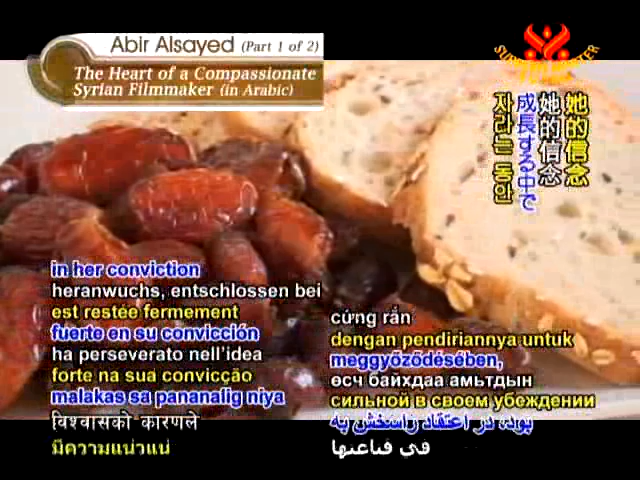 Abir Alsayed (Part 1 of 2)
The Heart of a Compassionate
Syrian Filmmaker (in Arabic)
她的信念
她的信念
成長する中で
자라는 동안
in her conviction
heranwuchs, entschlossen bei
est restée fermement
fuerte en su convicción
ha perseverato nell'idea
forte na sua convicção
malakas sa pananalig niya
विश्वासको कारणले
มีความแน่วแน่
cứng rắn
dengan pendiriannya untuk
meggyőződésében,
өсч байхдаа амьтдын
сильной в своем убеждении
بود، در اعتقاد راسخش به
في قناعتها